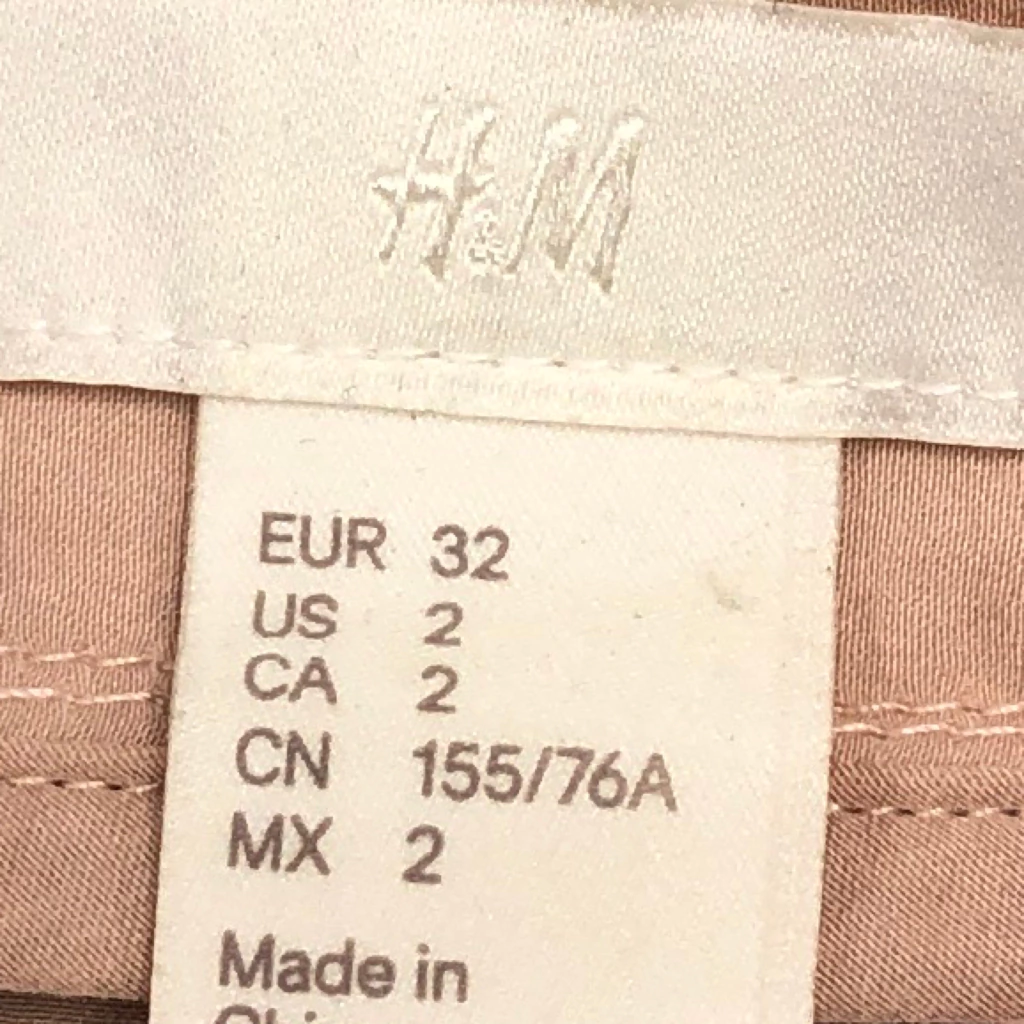 H&M
EUR 32
US 2
CA 2
CN 155/76A
MX 2
Made in